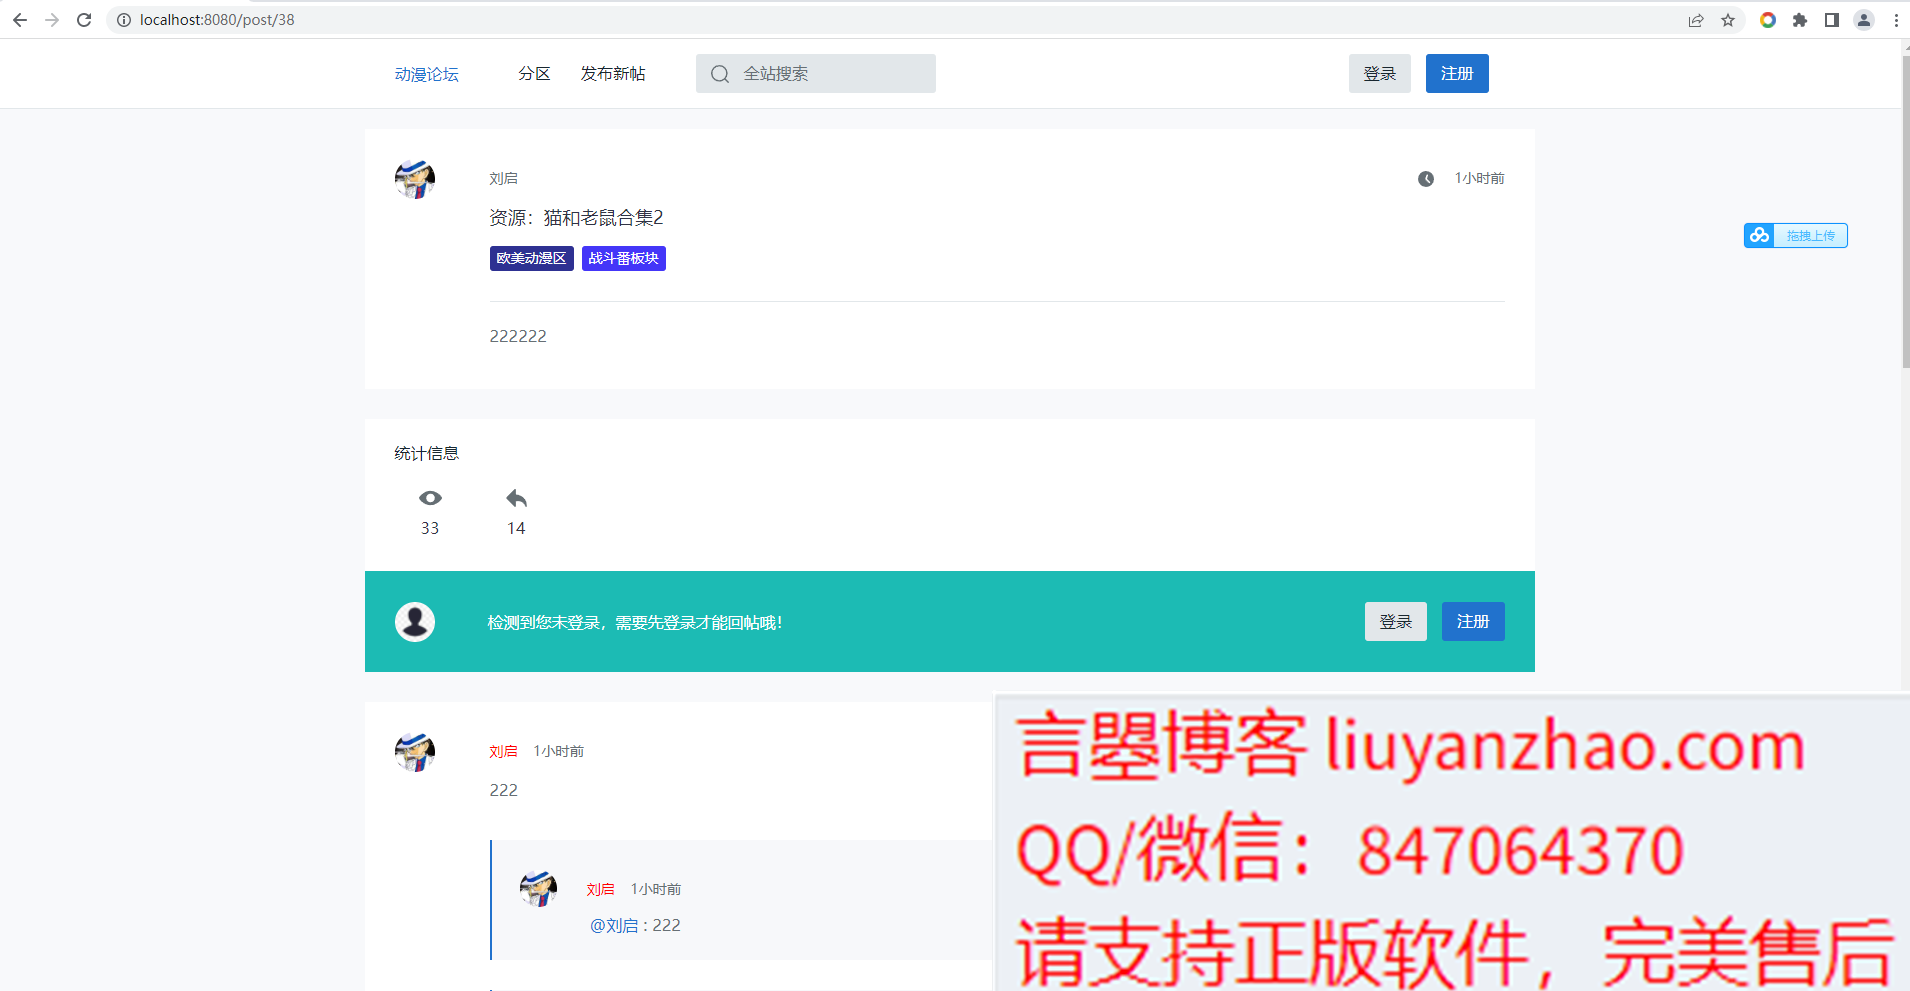 localhost:8080/post/38
动漫论坛 分区 发布新帖 全站搜索 登录 注册
刘启 1小时前
资源：猫和老鼠合集2
欧美动漫区 战斗番板块
拖拽上传
222222
统计信息
33 14
检测到您未登录，需要先登录才能回帖哦！ 登录 注册
刘启 1小时前
222
刘启 1小时前
@刘启 : 222
言曌博客 liuyanzhao.com
QQ/微信：847064370
请支持正版软件，完美售后